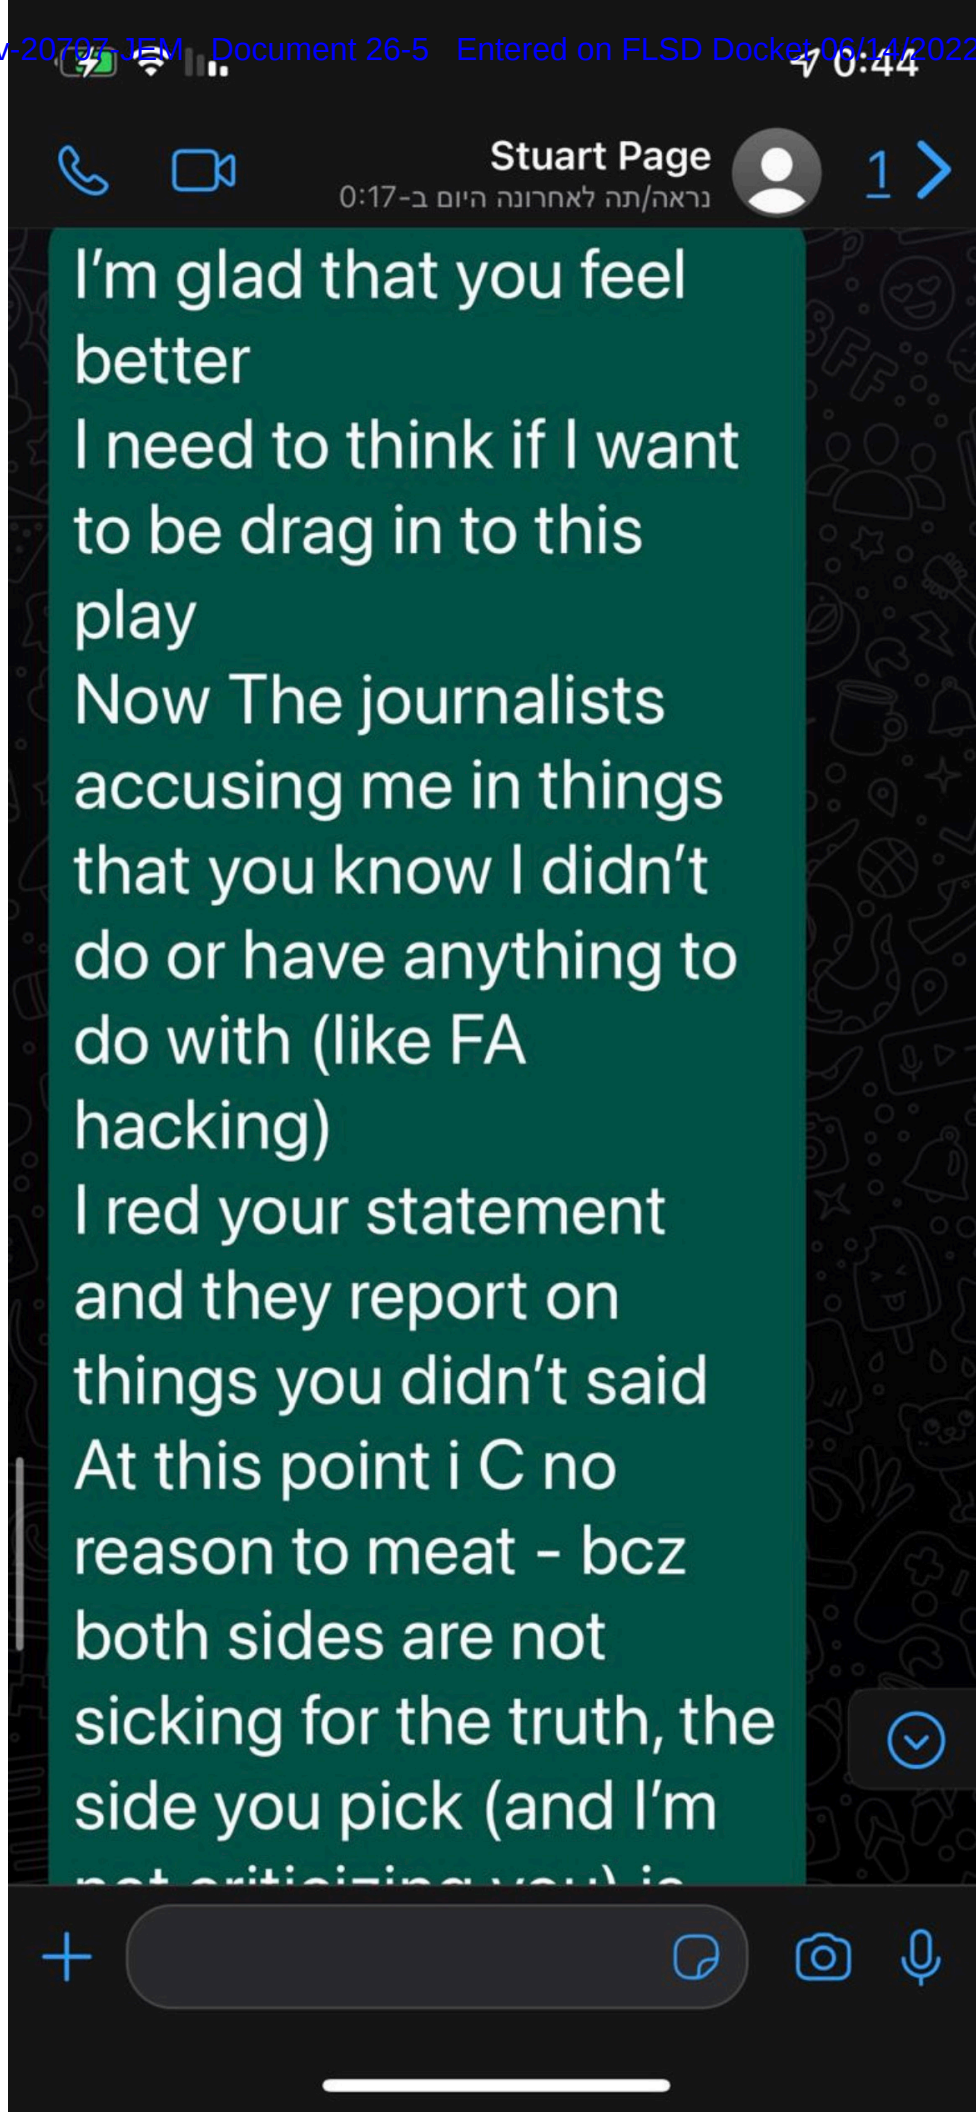 v-20707-JEM Document 26-5 Entered on FLSD Docket 06/14/2022
0:44
Stuart Page
נראה/תה לאחרונה היום ב-0:17
1
I’m glad that you feel
better
I need to think if I want
to be drag in to this
play
Now The journalists
accusing me in things
that you know I didn’t
do or have anything to
do with (like FA
hacking)
I red your statement
and they report on
things you didn’t said
At this point i C no
reason to meat - bcz
both sides are not
sicking for the truth, the
side you pick (and I’m
not criticizing you) is